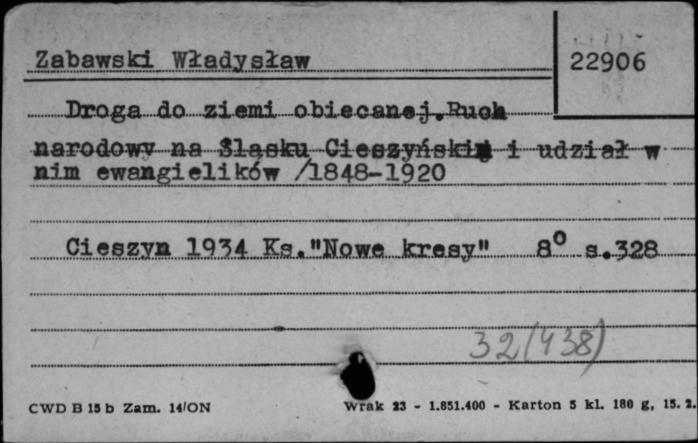 Zabawski Władysław
22906
Droga do ziemi obiecanej.Ruch
narodowy na Śląsku Cieszyńskim i udział w
nim ewangielików /1848-1920
Cieszyn 1934 Ks."Nowe kresy" 8° s.328
32(438)
CWD B 15 b Zam. 14/ON
Wrak 23 - 1.851.400 - Karton 5 kl. 180 g, 15. 2.